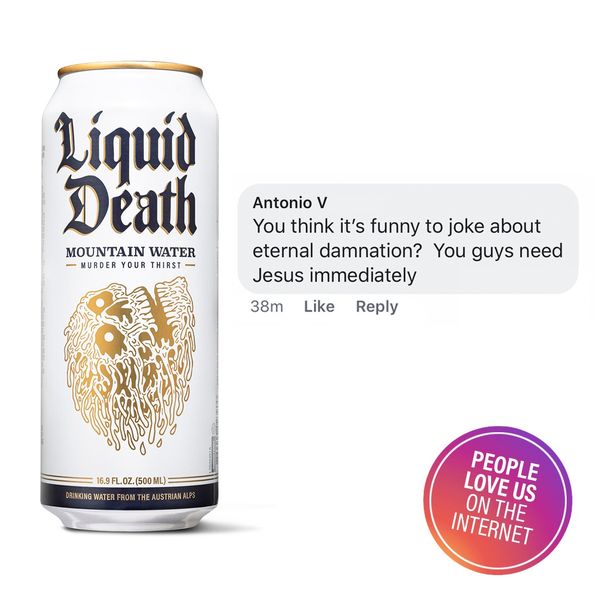 Liquid
Death
MOUNTAIN WATER
MURDER YOUR THIRST
16.9 FL.OZ.(500 ML)
DRINKING WATER FROM THE AUSTRIAN ALPS
Antonio V
You think it's funny to joke about
eternal damnation?  You guys need
Jesus immediately
38m Like Reply
PEOPLE
LOVE US
ON THE
INTERNET